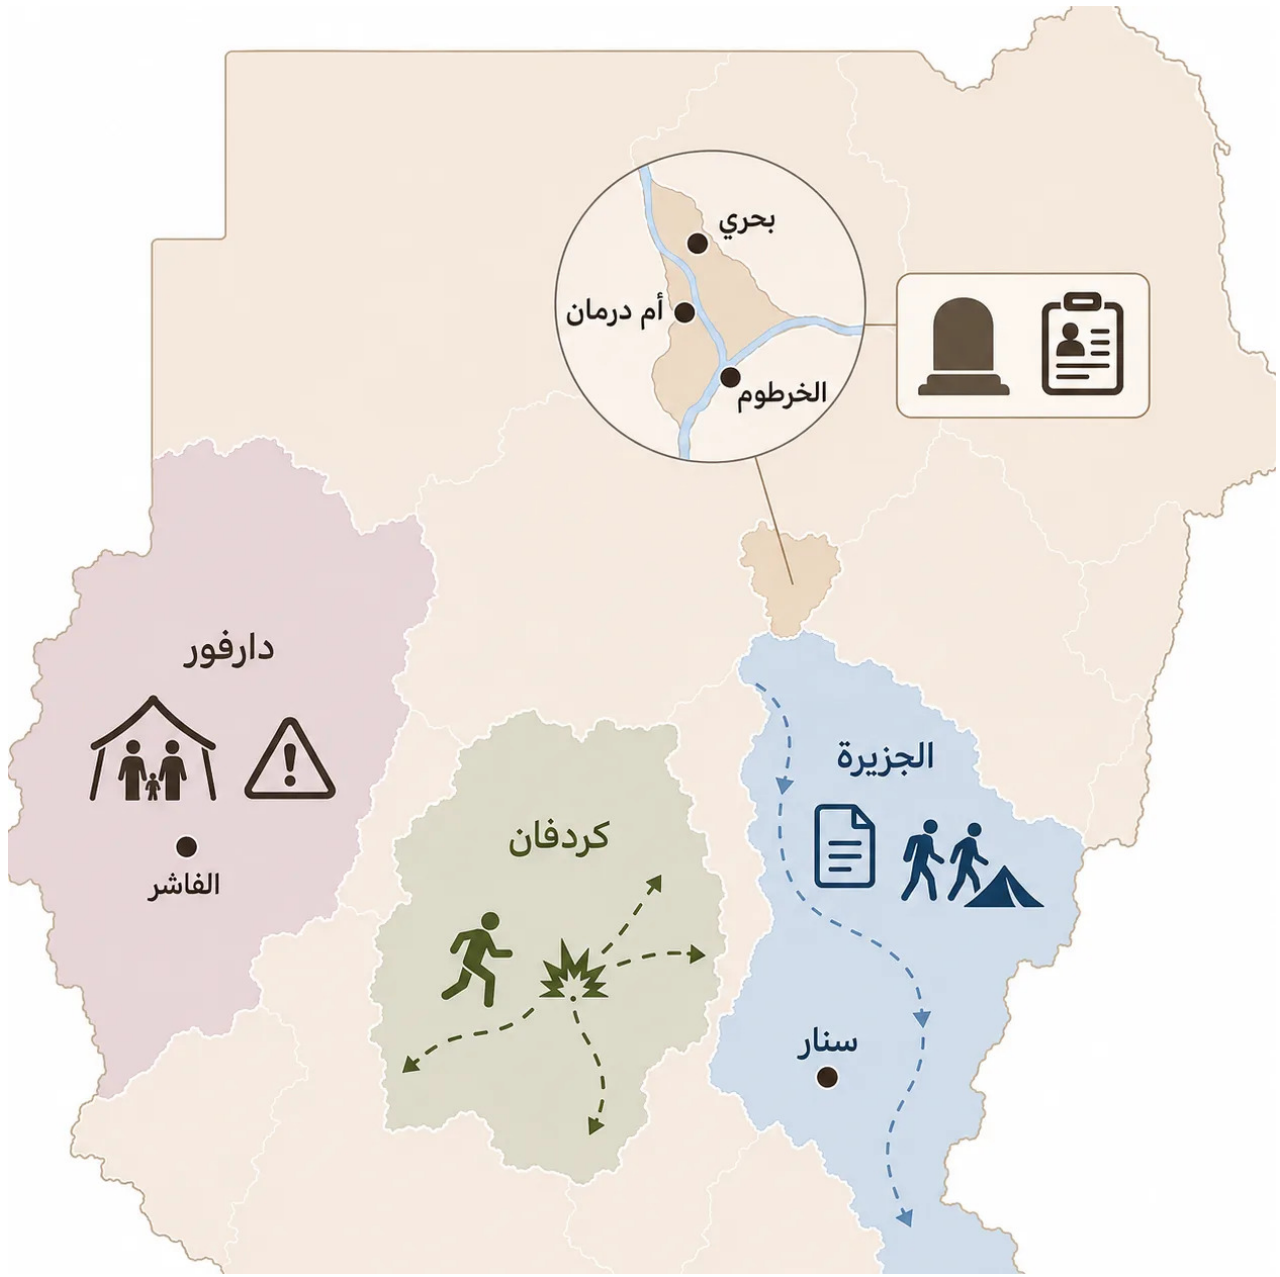 بحري
أم درمان
الخرطوم
دارفور
الجزيرة
كردفان
الفاشر
سنار